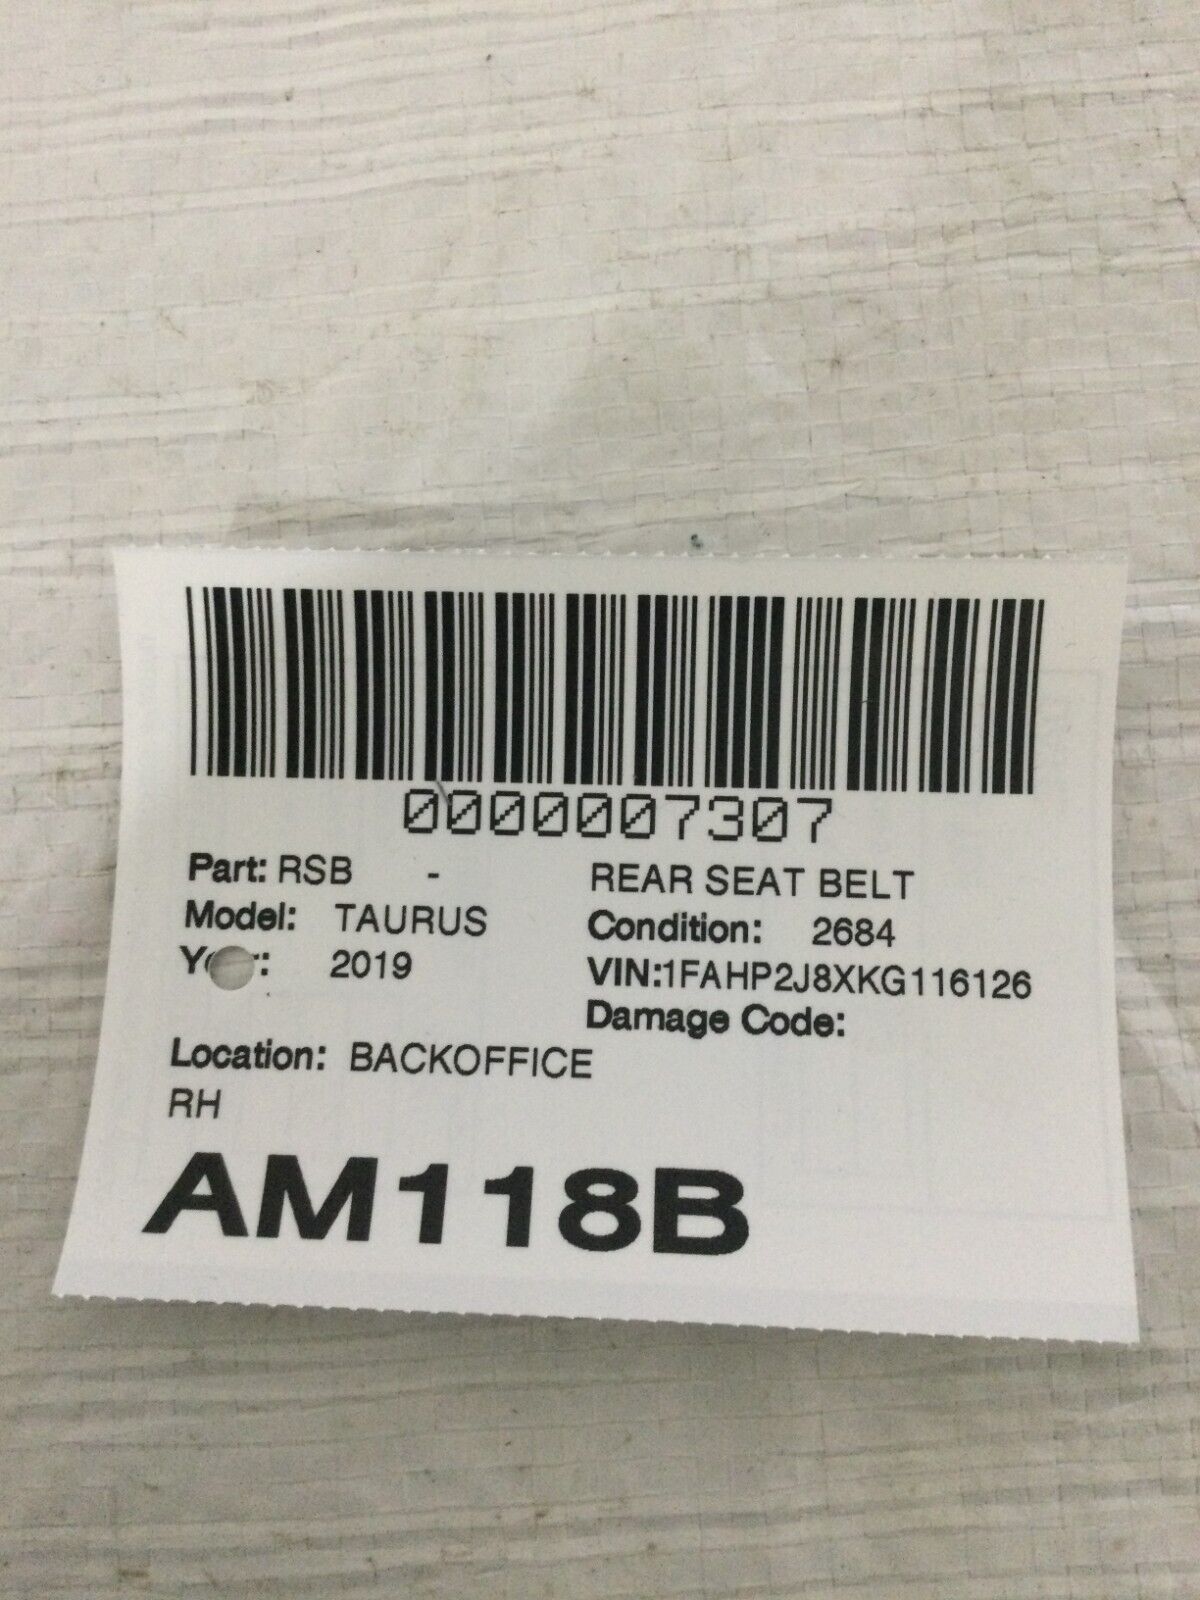 0000007307
Part: RSB - REAR SEAT BELT
Model: TAURUS Condition: 2684
2019 VIN:1FAHP2J8XKG116126
Damage Code:
Location: BACKOFFICE
RH
AM118B